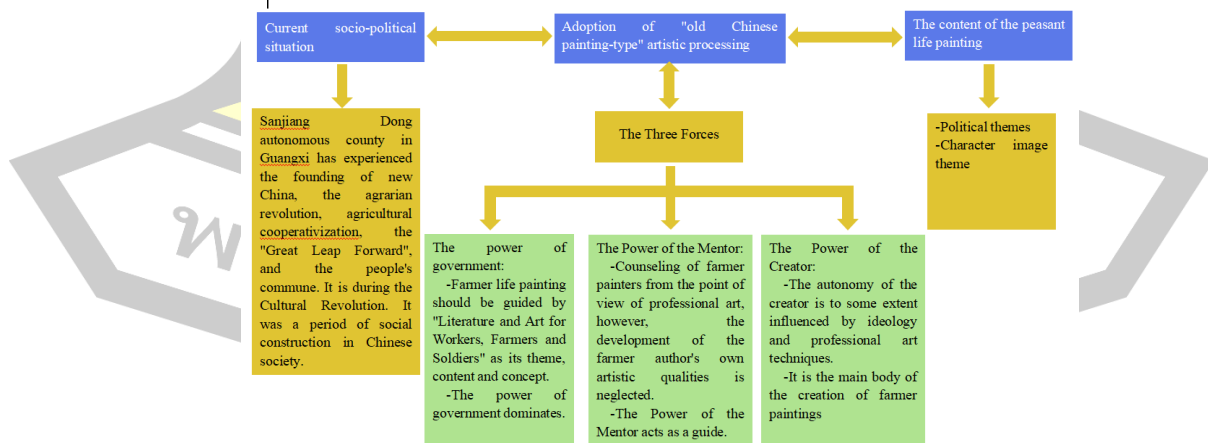 Current socio-political
situation
Adoption of "old Chinese
painting-type" artistic processing
The content of the peasant
life painting
Sanjiang Dong
autonomous county in
Guangxi has experienced
the founding of new
China, the agrarian
revolution, agricultural
cooperativization, the
"Great Leap Forward",
and the people's
commune. It is during the
Cultural Revolution. It
was a period of social
construction in Chinese
society.
The Three Forces
-Political themes
-Character image
theme
The power of
government:
-Farmer life painting
should be guided by
"Literature and Art for
Workers, Farmers and
Soldiers" as its theme,
content and concept.
-The power of
government dominates.
The Power of the Mentor:
-Counseling of farmer
painters from the point of
view of professional art,
however, the
development of the
farmer author's own
artistic qualities is
neglected.
-The Power of the
Mentor acts as a guide.
The Power of the
Creator:
-The autonomy of the
creator is to some extent
influenced by ideology
and professional art
techniques.
-It is the main body of
the creation of farmer
paintings